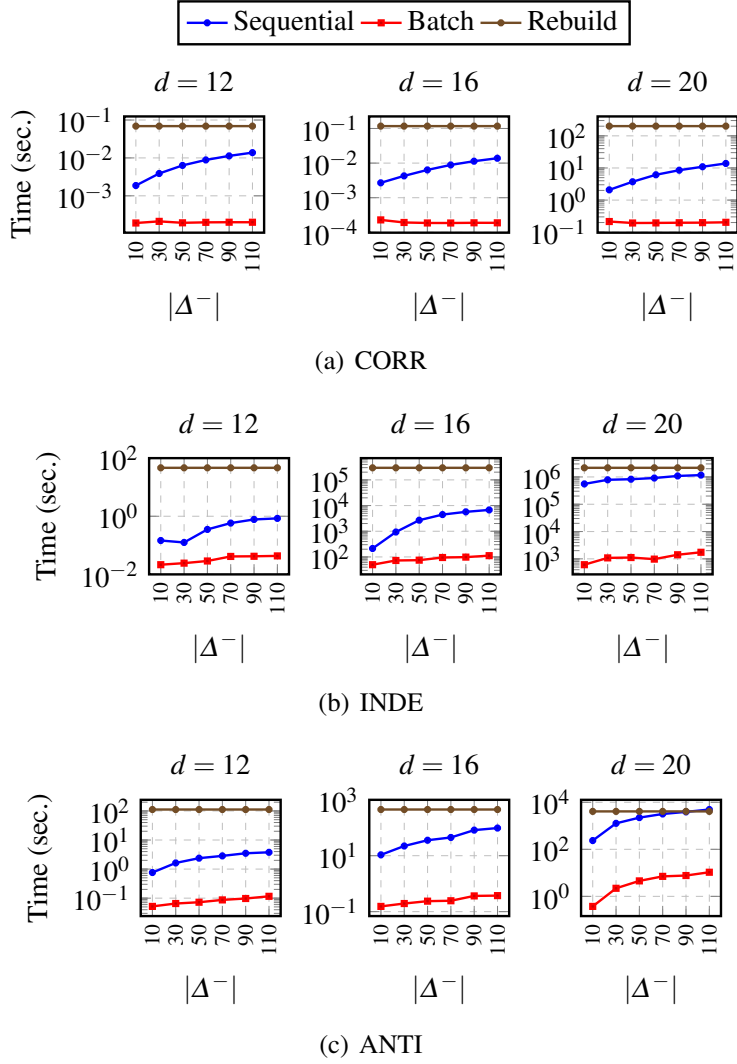 Sequential Batch Rebuild
d = 12 d = 16 d = 20
Time (sec.)
10^−1
10^−2
10^−3
10 30 50 70 90 110
|Δ^−|
10^−1
10^−2
10^−3
10^−4
10 30 50 70 90 110
|Δ^−|
10^2
10^1
10^0
10^−1
10 30 50 70 90 110
|Δ^−|
(a) CORR
d = 12 d = 16 d = 20
Time (sec.)
10^2
10^0
10^−2
10 30 50 70 90 110
|Δ^−|
10^5
10^4
10^3
10^2
10 30 50 70 90 110
|Δ^−|
10^6
10^5
10^4
10^3
10 30 50 70 90 110
|Δ^−|
(b) INDE
d = 12 d = 16 d = 20
Time (sec.)
10^2
10^1
10^0
10^−1
10 30 50 70 90 110
|Δ^−|
10^3
10^1
10^−1
10 30 50 70 90 110
|Δ^−|
10^4
10^2
10^0
10 30 50 70 90 110
|Δ^−|
(c) ANTI